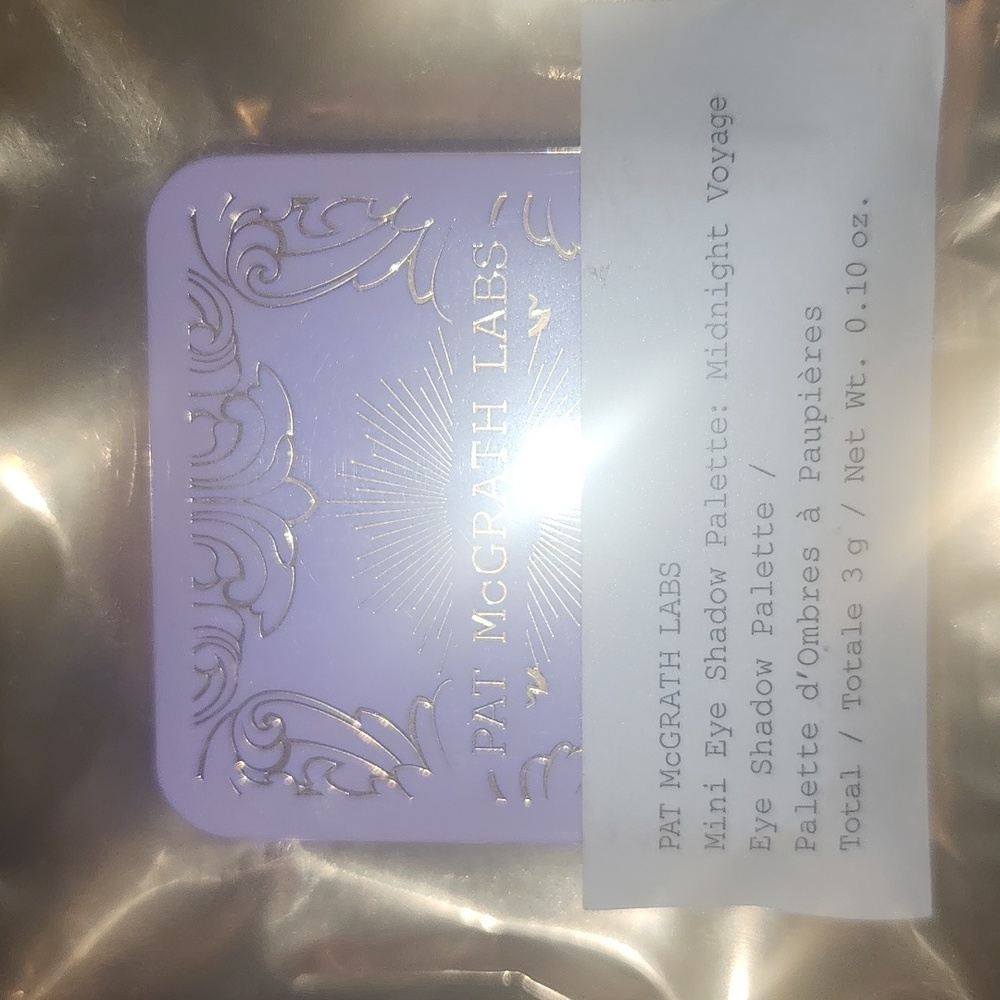 PAT McGRATH LABS
PAT McGRATH LABS
Mini Eye Shadow Palette: Midnight Voyage
Eye Shadow Palette /
Palette d’Ombres à Paupières
Total / Totale 3 g / Net Wt. 0.10 oz.